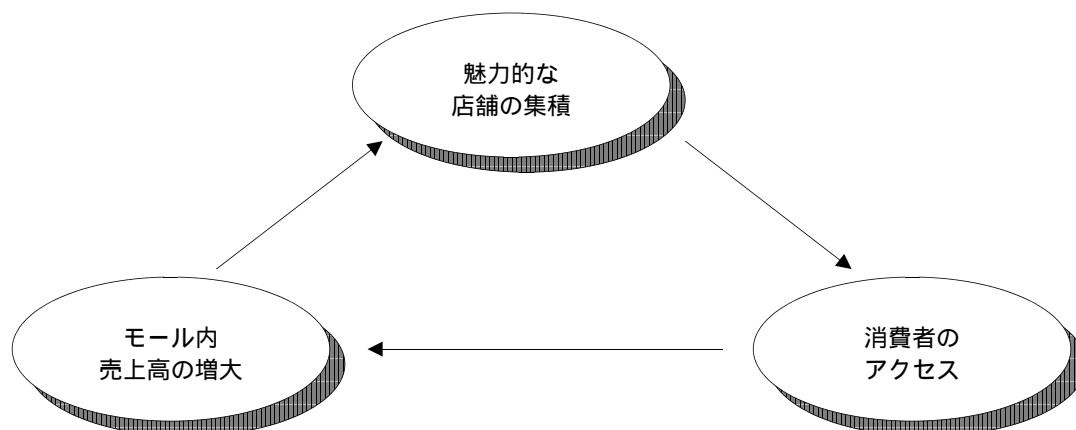 魅力的な
店舗の集積
モール内
売上高の増大
消費者の
アクセス